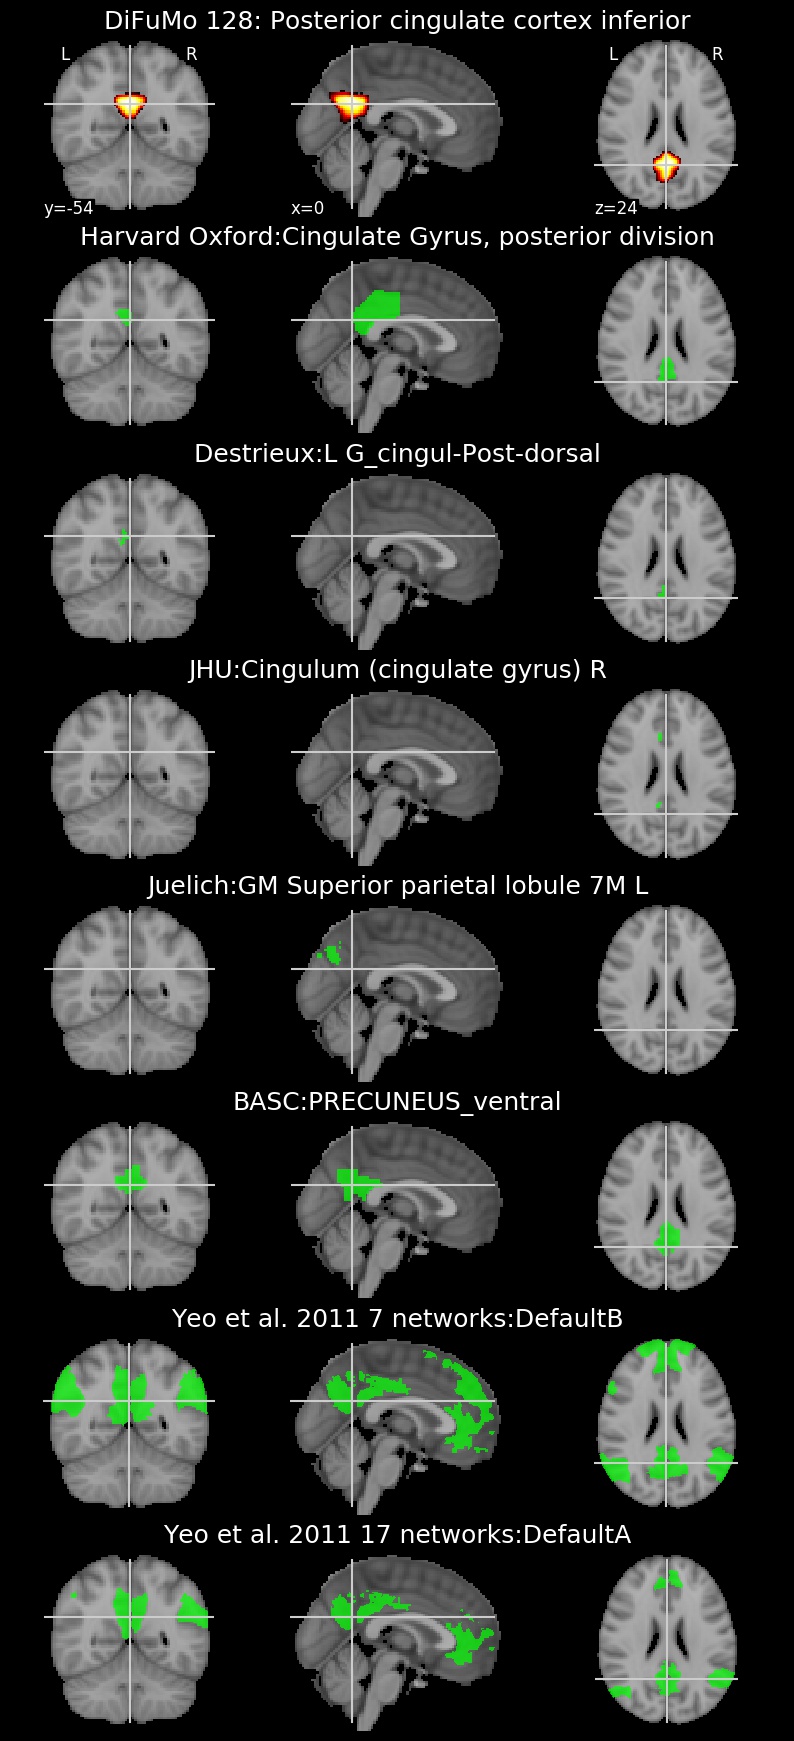 DiFuMo 128: Posterior cingulate cortex inferior
L R L R
y=-54 x=0 z=24
Harvard Oxford:Cingulate Gyrus, posterior division
Destrieux:L G_cingul-Post-dorsal
JHU:Cingulum (cingulate gyrus) R
Juelich:GM Superior parietal lobule 7M L
BASC:PRECUNEUS_ventral
Yeo et al. 2011 7 networks:DefaultB
Yeo et al. 2011 17 networks:DefaultA